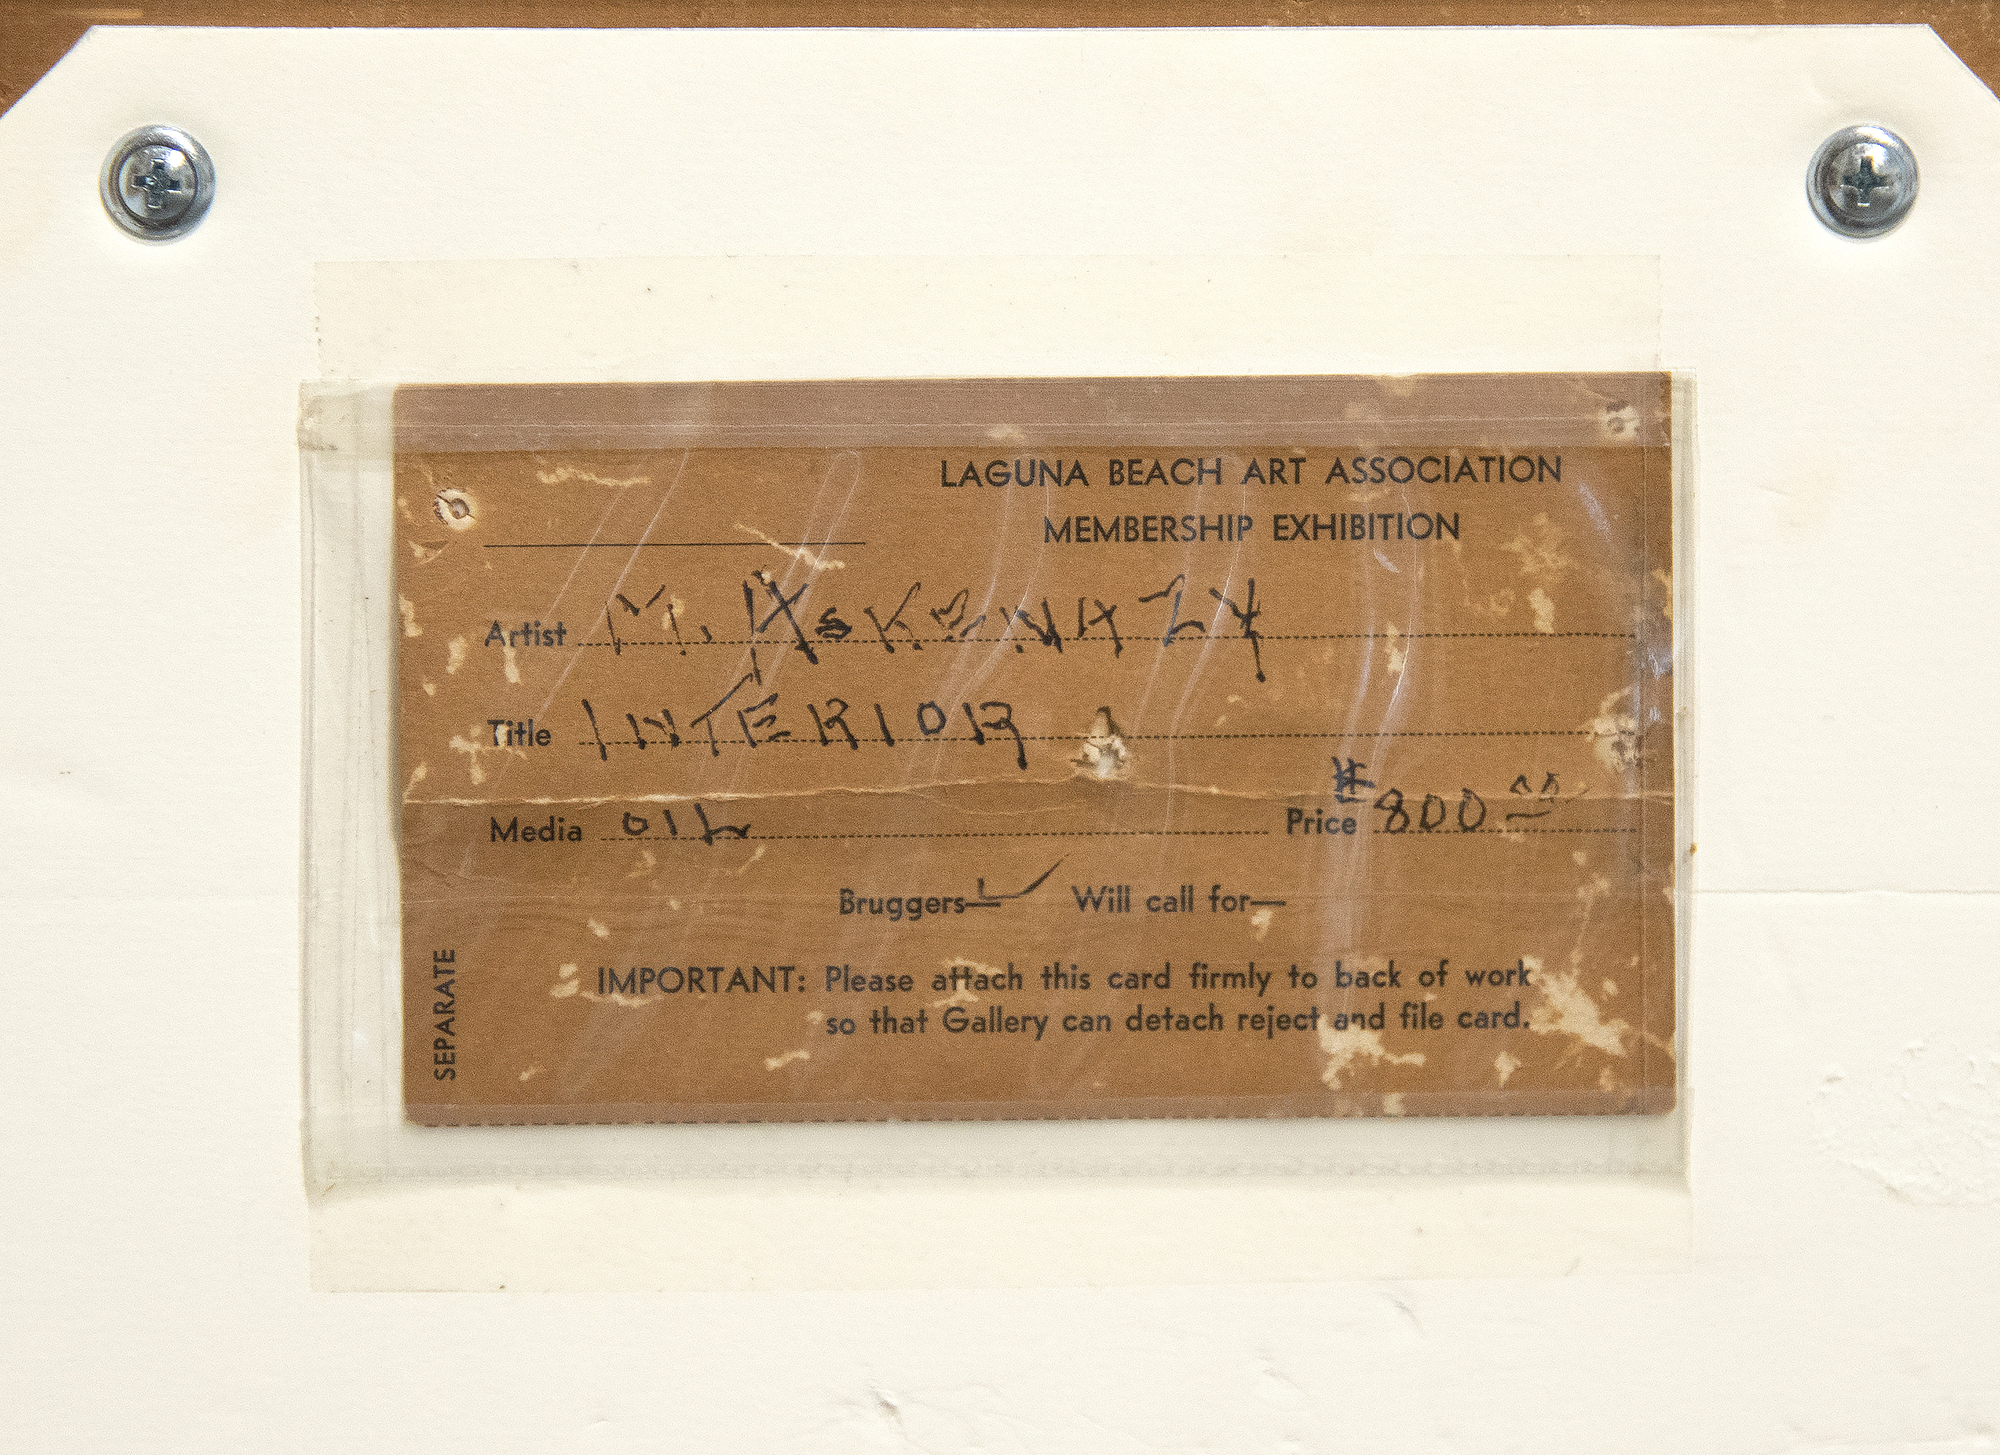 LAGUNA BEACH ART ASSOCIATION
MEMBERSHIP EXHIBITION
Artist M. ASKENAZY
Title INTERIOR
Media OIL Price $800.00
Bruggers— ✓ Will call for—
IMPORTANT: Please attach this card firmly to back of work
so that Gallery can detach reject and file card.
SEPARATE